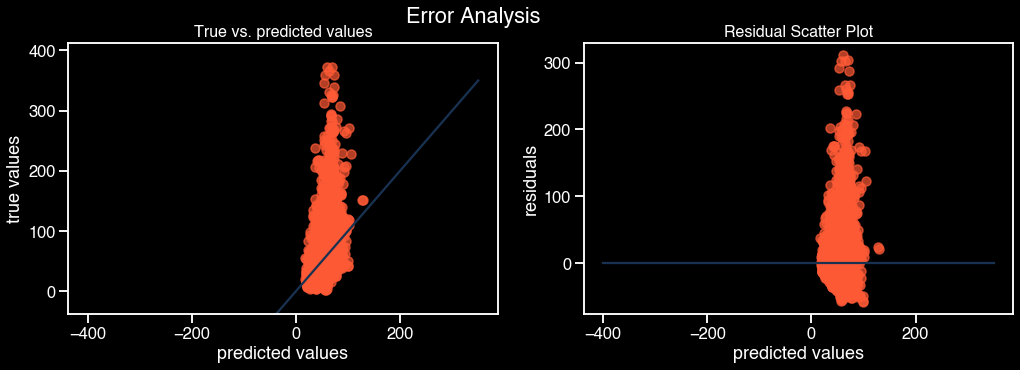 Error Analysis
True vs. predicted values
400
300
200
100
0
true values
−400
−200
0
200
predicted values
Residual Scatter Plot
300
200
100
0
residuals
−400
−200
0
200
predicted values